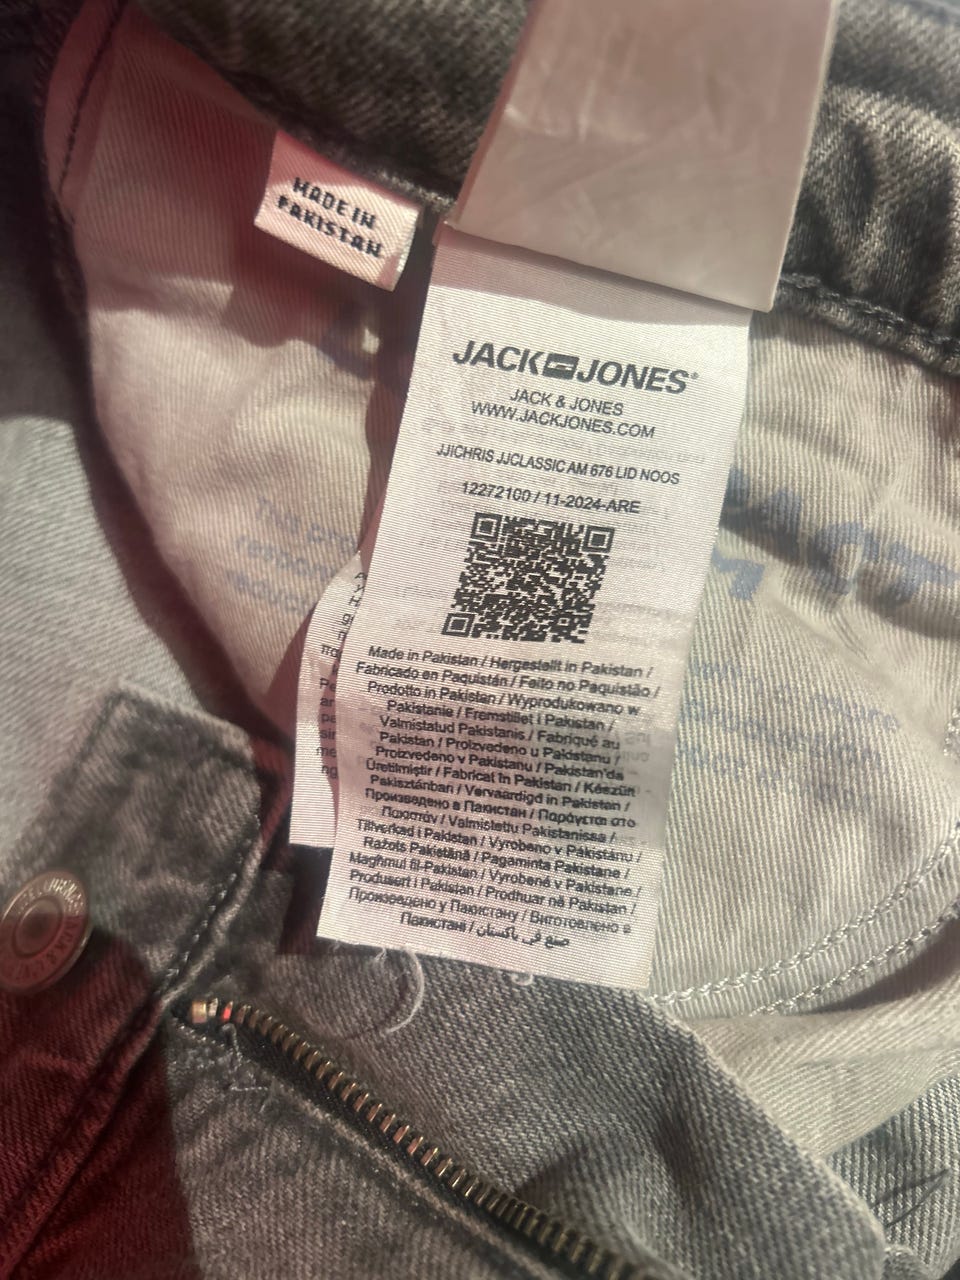 MADE IN
PAKISTAN
JACK JONES®
JACK & JONES
WWW.JACKJONES.COM
JJICHRIS JJCLASSIC AM 676 LID NOOS
12272100 / 11-2024-ARE
Made in Pakistan / Hergestellt in Pakistan /
Fabricado en Paquistán / Feito no Paquistão /
Prodotto in Pakistan / Wyprodukowano w
Pakistanie / Fremstillet i Pakistan /
Valmistatud Pakistanis / Fabriqué au
Pakistan / Proizvedeno u Pakistanu /
Proizvedeno v Pakistanu / Pakistan'da
Üretilmiştir / Fabricat în Pakistan / Készült
Pakisztánban / Vervaardigd in Pakistan /
Произведено в Пакистан / Παράγεται στο
Πακιστάν / Valmistettu Pakistanissa /
Tillverkad i Pakistan / Vyrobeno v Pákistánu /
Ražots Pakistānā / Pagaminta Pakistane /
Magħmul fil-Pakistan / Vyrobené v Pakistane /
Produsert i Pakistan / Prodhuar në Pakistan /
Произведено у Пакистану / Виготовлено в
Пакистані / صنع في باكستان